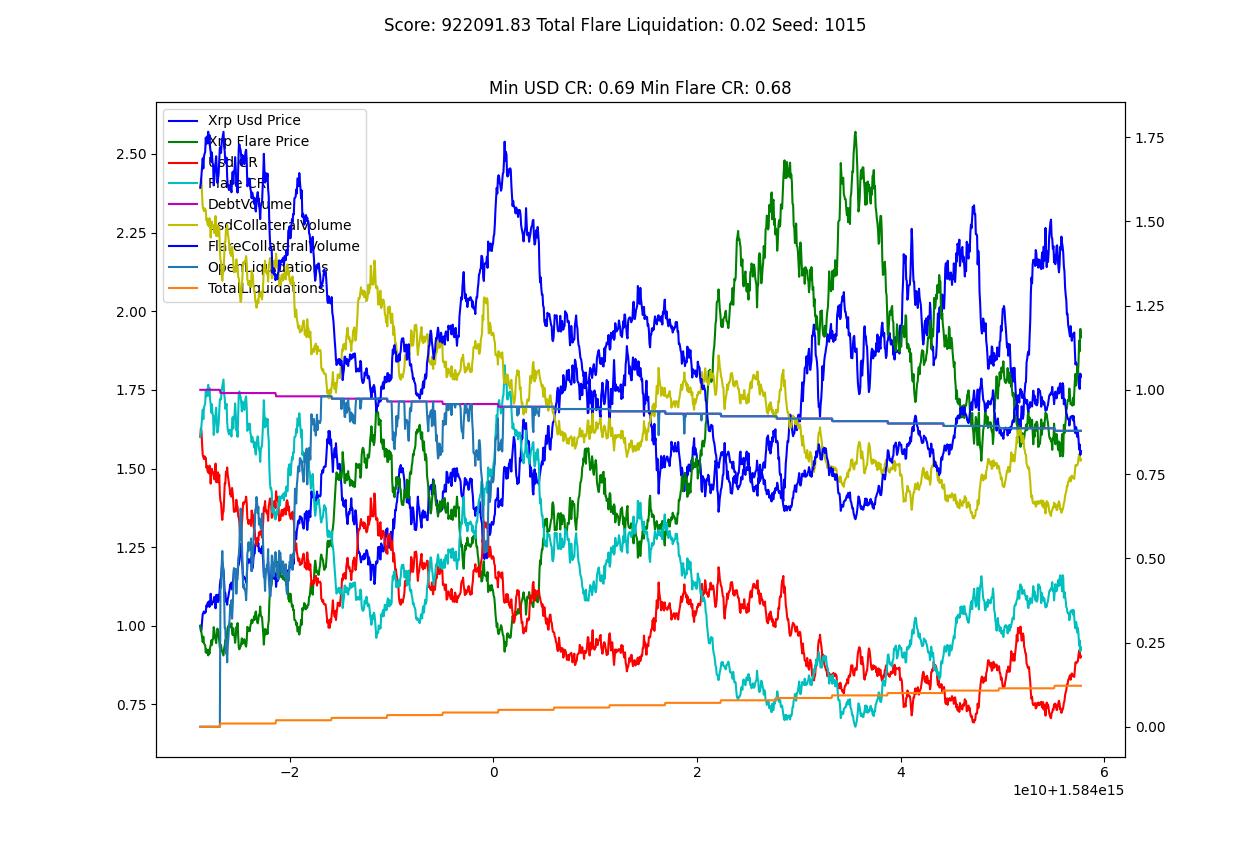 Score: 922091.83 Total Flare Liquidation: 0.02 Seed: 1015
Min USD CR: 0.69 Min Flare CR: 0.68
Xrp Usd Price
Xrp Flare Price
Usd CR
Flare CR
DebtVolume
UsdCollateralVolume
FlareCollateralVolume
OpenLiquidations
TotalLiquidations
2.50
2.25
2.00
1.75
1.50
1.25
1.00
0.75
1.75
1.50
1.25
1.00
0.75
0.50
0.25
0.00
−2 0 2 4 6
1e10+1.584e15